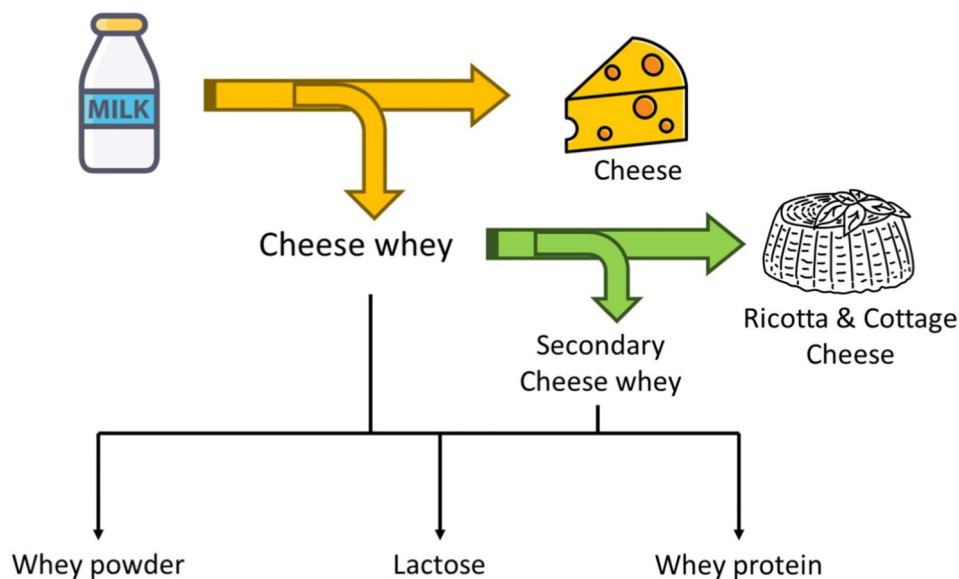 MILK
Cheese
Cheese whey
Ricotta & Cottage
Cheese
Secondary
Cheese whey
Whey powder
Lactose
Whey protein